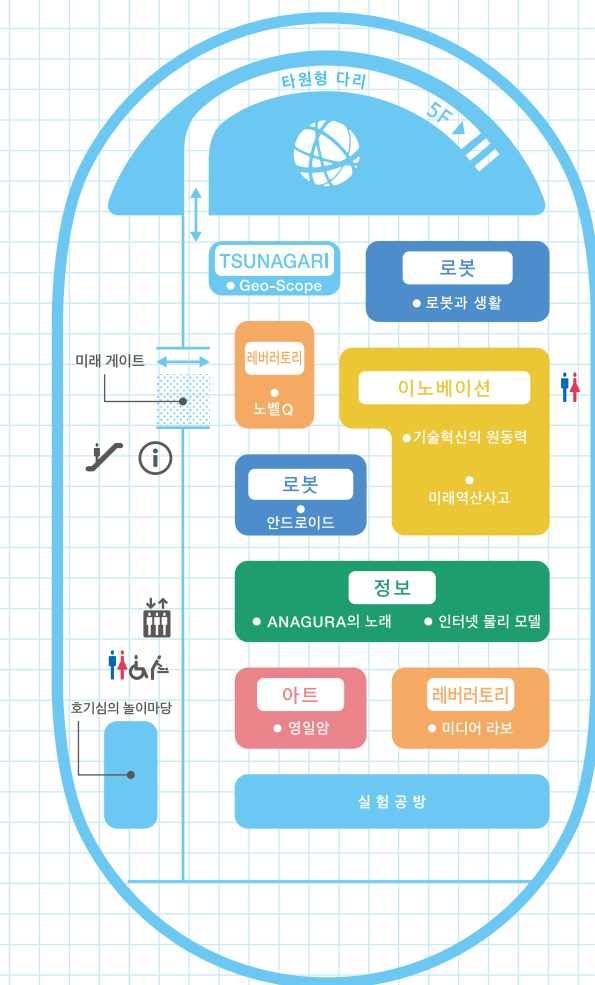 타원형 다리
5F
TSUNAGARI
Geo-Scope
로봇
로봇과 생활
미래 게이트
레버러토리
노벨Q
이노베이션
기술혁신의 원동력
미래역산사고
로봇
안드로이드
정보
ANAGURA의 노래
인터넷 물리 모델
호기심의 놀이마당
아트
영일암
레버러토리
미디어 라보
실험공방